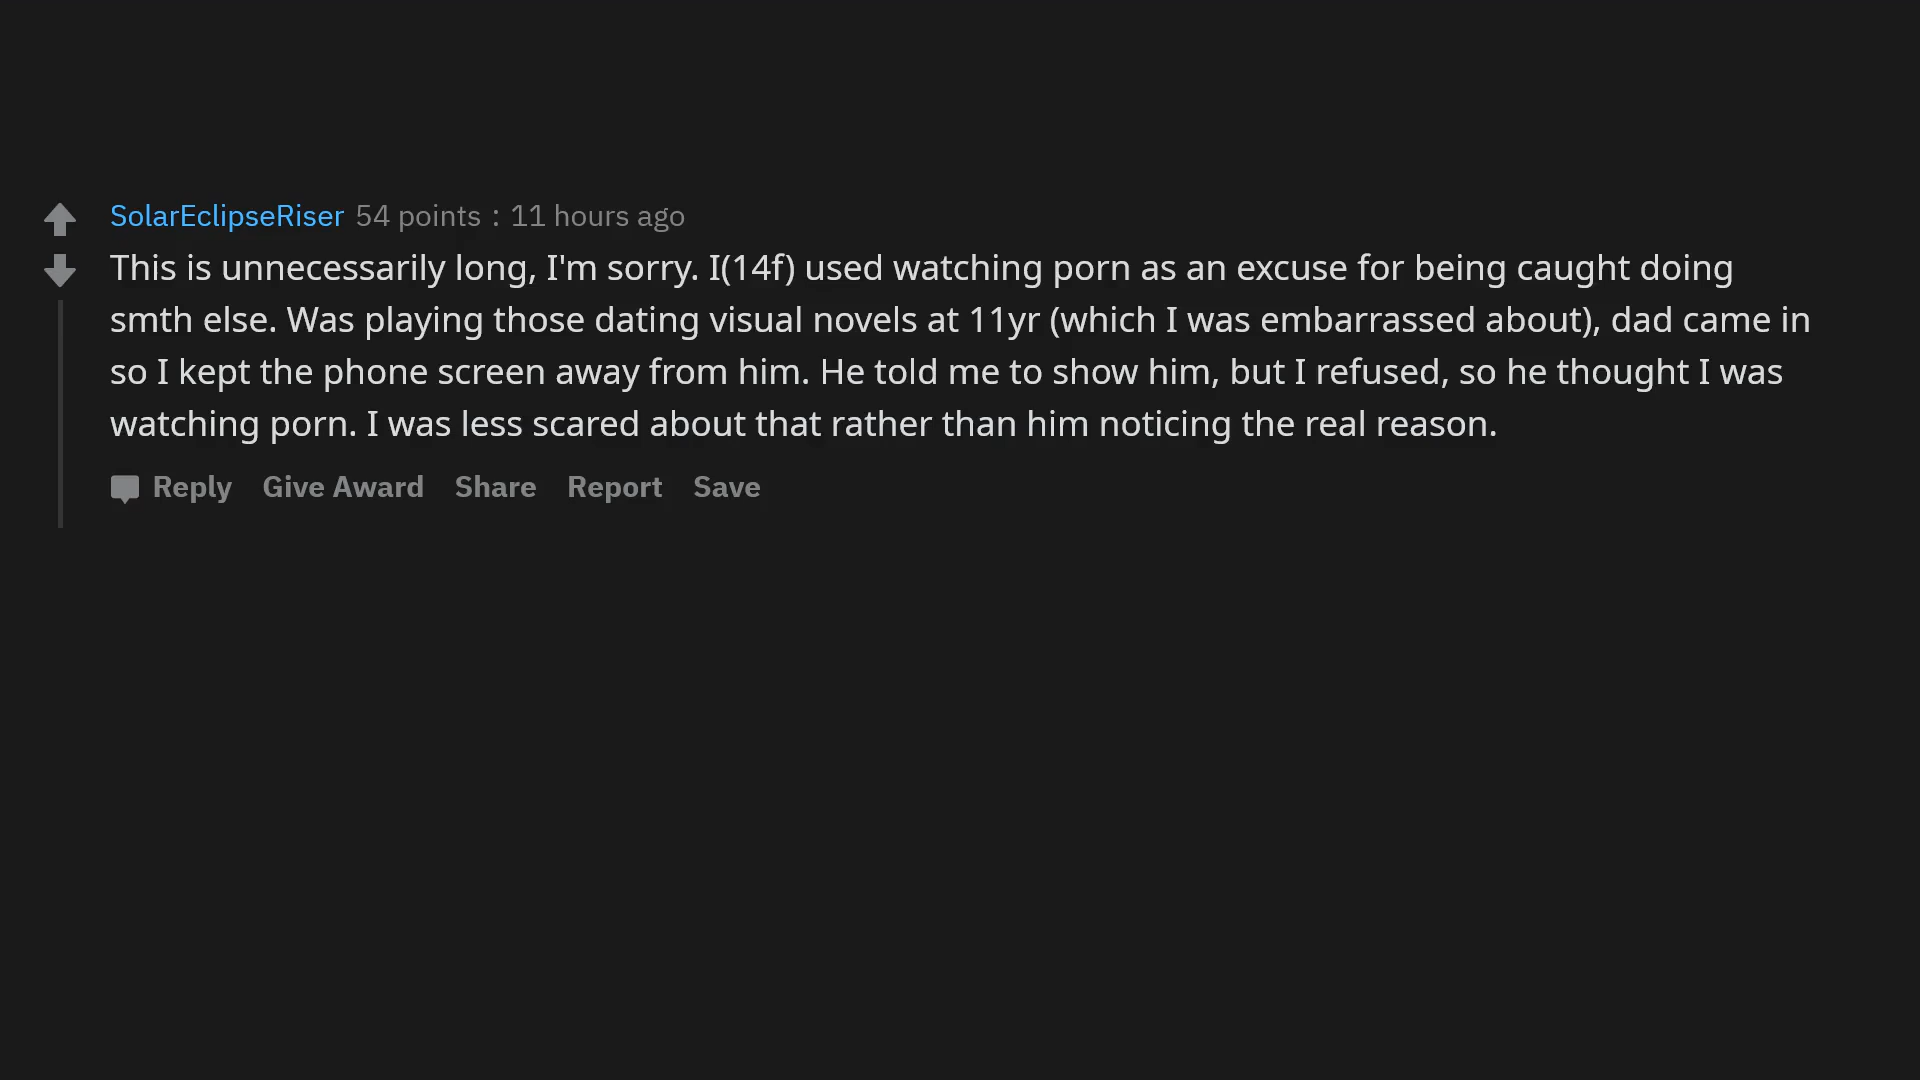 SolarEclipseRiser 54 points : 11 hours ago
This is unnecessarily long, I'm sorry. I(14f) used watching porn as an excuse for being caught doing
smth else. Was playing those dating visual novels at 11yr (which I was embarrassed about), dad came in
so I kept the phone screen away from him. He told me to show him, but I refused, so he thought I was
watching porn. I was less scared about that rather than him noticing the real reason.
Reply Give Award Share Report Save